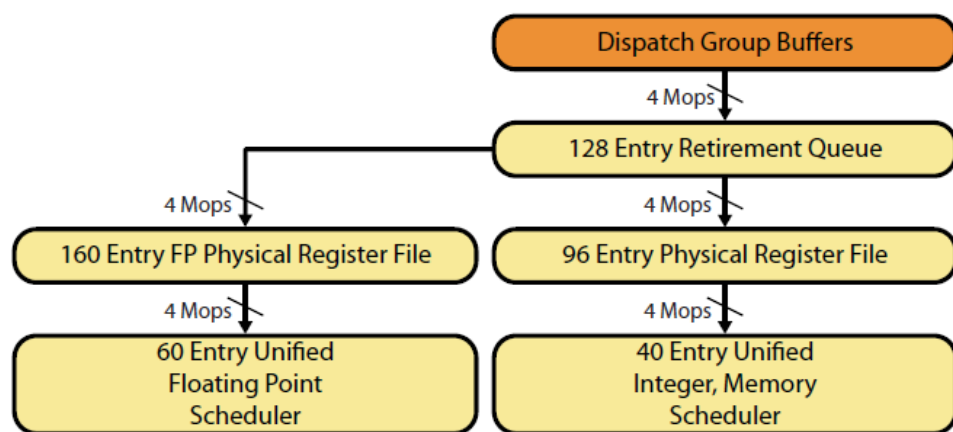 Dispatch Group Buffers
4 Mops
128 Entry Retirement Queue
4 Mops
4 Mops
160 Entry FP Physical Register File
96 Entry Physical Register File
4 Mops
4 Mops
60 Entry Unified
Floating Point
Scheduler
40 Entry Unified
Integer, Memory
Scheduler